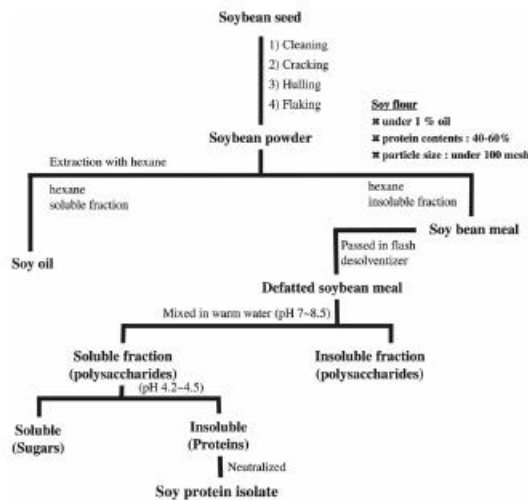 Soybean seed
1) Cleaning
2) Cracking
3) Hulling
4) Flaking
Soy flour
⌘ under 1 % oil
⌘ protein contents : 40-60%
⌘ particle size : under 100 mesh
Soybean powder
Extraction with hexane
hexane
soluble fraction
hexane
insoluble fraction
Soy oil
Soy bean meal
Passed in flash
desolventizer
Defatted soybean meal
Mixed in warm water (pH 7~8.5)
Soluble fraction
(polysaccharides)
Insoluble fraction
(polysaccharides)
(pH 4.2~4.5)
Soluble
(Sugars)
Insoluble
(Proteins)
Neutralized
Soy protein isolate